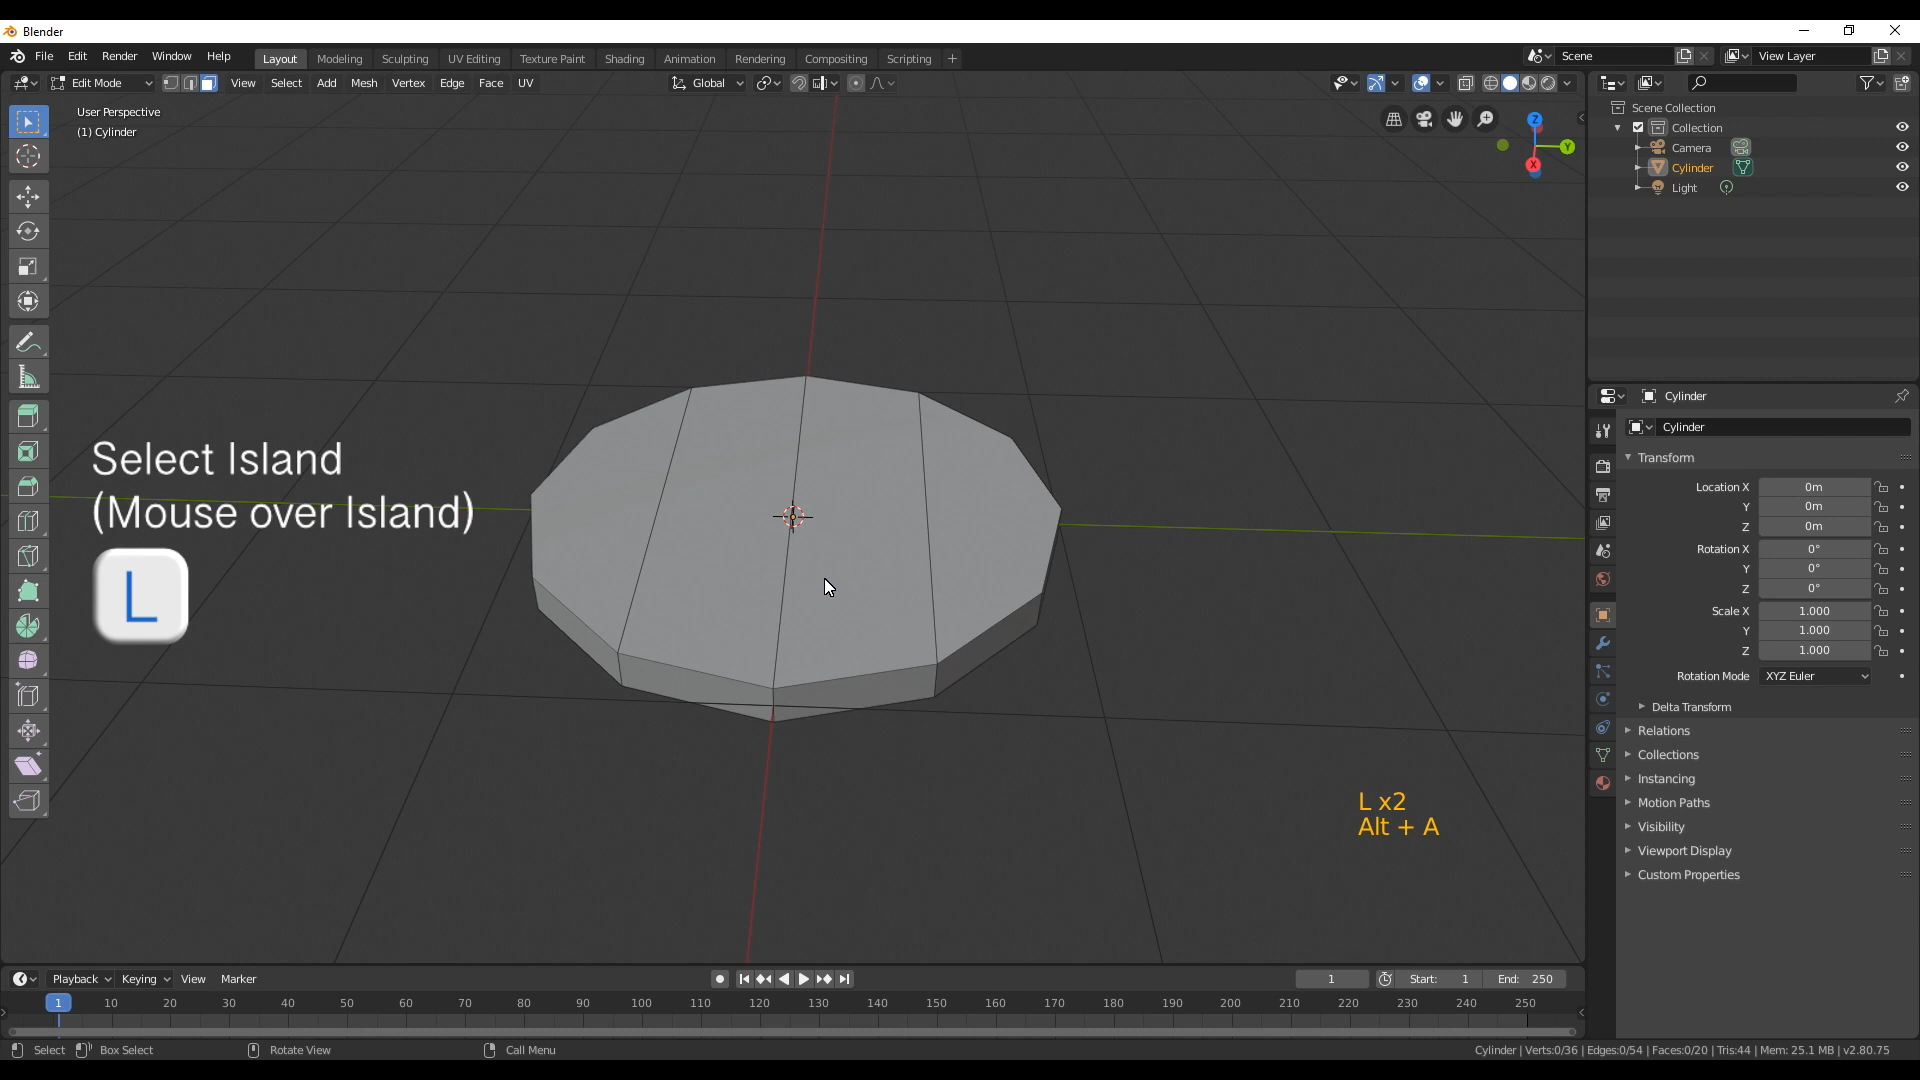 Blender
File Edit Render Window Help
Layout Modeling Sculpting UV Editing Texture Paint Shading Animation Rendering Compositing Scripting +
Scene
View Layer
Edit Mode
View Select Add Mesh Vertex Edge Face UV
Global
User Perspective
(1) Cylinder
Z
Y
X
Scene Collection
Collection
Camera
Cylinder
Light
Select Island
(Mouse over Island)
L
L x2
Alt + A
Cylinder
Cylinder
Transform
Location X 0m
Y 0m
Z 0m
Rotation X 0°
Y 0°
Z 0°
Scale X 1.000
Y 1.000
Z 1.000
Rotation Mode XYZ Euler
Delta Transform
Relations
Collections
Instancing
Motion Paths
Visibility
Viewport Display
Custom Properties
Playback Keying View Marker
1
Start: 1
End: 250
1 10 20 30 40 50 60 70 80 90 100 110 120 130 140 150 160 170 180 190 200 210 220 230 240 250
Select Box Select Rotate View Call Menu
Cylinder | Verts:0/36 | Edges:0/54 | Faces:0/20 | Tris:44 | Mem: 25.1 MB | v2.80.75